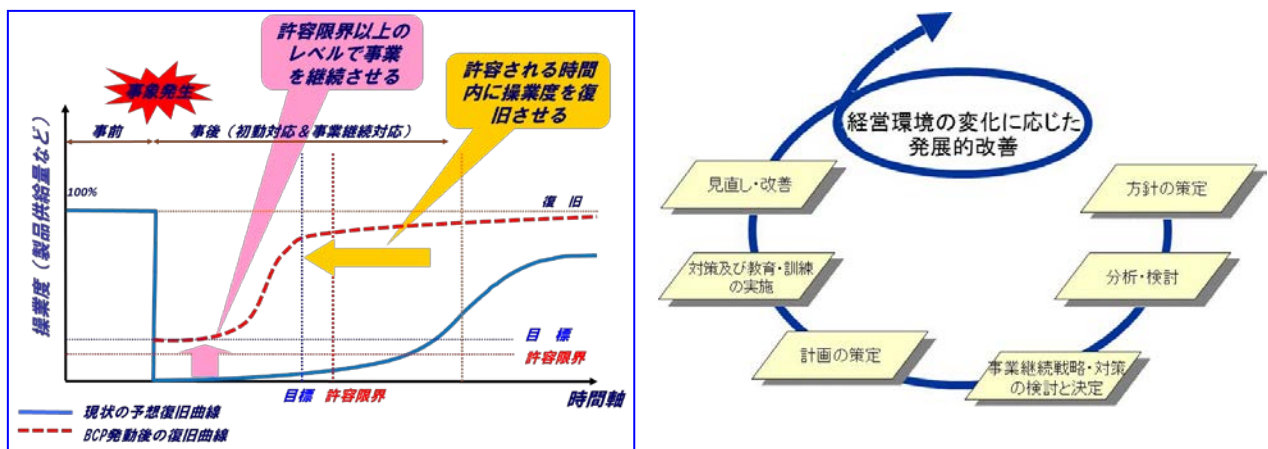 許容限界以上の
レベルで事業
を継続させる
許容される時間
内に操業度を復
旧させる
事象発生
事前
事後（初動対応＆事業継続対応）
操業度（製品供給量など）
100%
復旧
目標
許容限界
目標
許容限界
時間軸
現状の予想復旧曲線
BCP発動後の復旧曲線
経営環境の変化に応じた
発展的改善
方針の策定
分析・検討
事業継続戦略・対策
の検討と決定
計画の策定
対策及び教育・訓練
の実施
見直し・改善